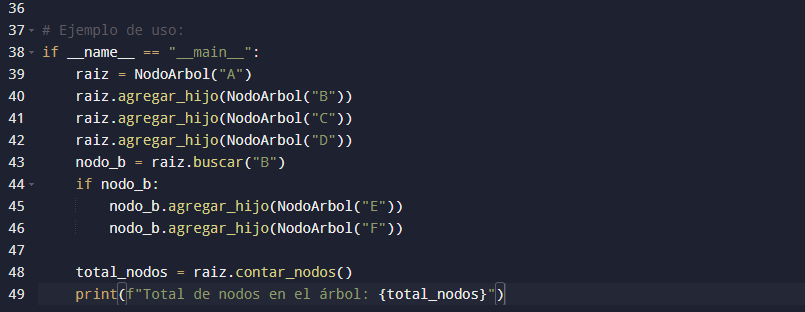 36
37 # Ejemplo de uso:
38 if __name__ == "__main__":
39     raiz = NodoArbol("A")
40     raiz.agregar_hijo(NodoArbol("B"))
41     raiz.agregar_hijo(NodoArbol("C"))
42     raiz.agregar_hijo(NodoArbol("D"))
43     nodo_b = raiz.buscar("B")
44     if nodo_b:
45         nodo_b.agregar_hijo(NodoArbol("E"))
46         nodo_b.agregar_hijo(NodoArbol("F"))
47
48     total_nodos = raiz.contar_nodos()
49     print(f"Total de nodos en el árbol: {total_nodos}")